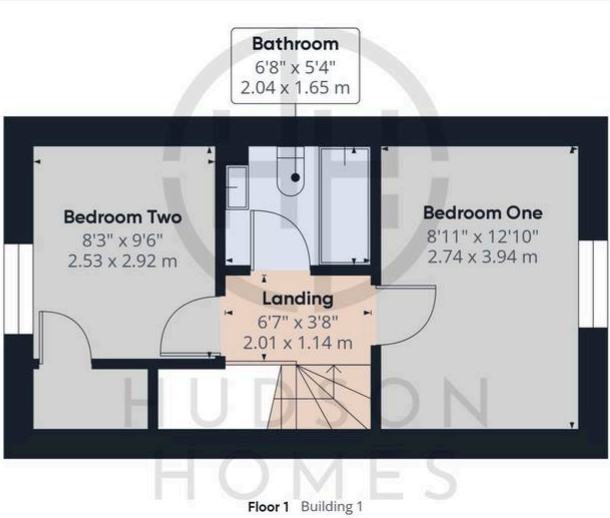 Bathroom
6'8" x 5'4"
2.04 x 1.65 m
Bedroom Two
8'3" x 9'6"
2.53 x 2.92 m
Bedroom One
8'11" x 12'10"
2.74 x 3.94 m
Landing
6'7" x 3'8"
2.01 x 1.14 m
HUDSON
HOMES
Floor 1 Building 1